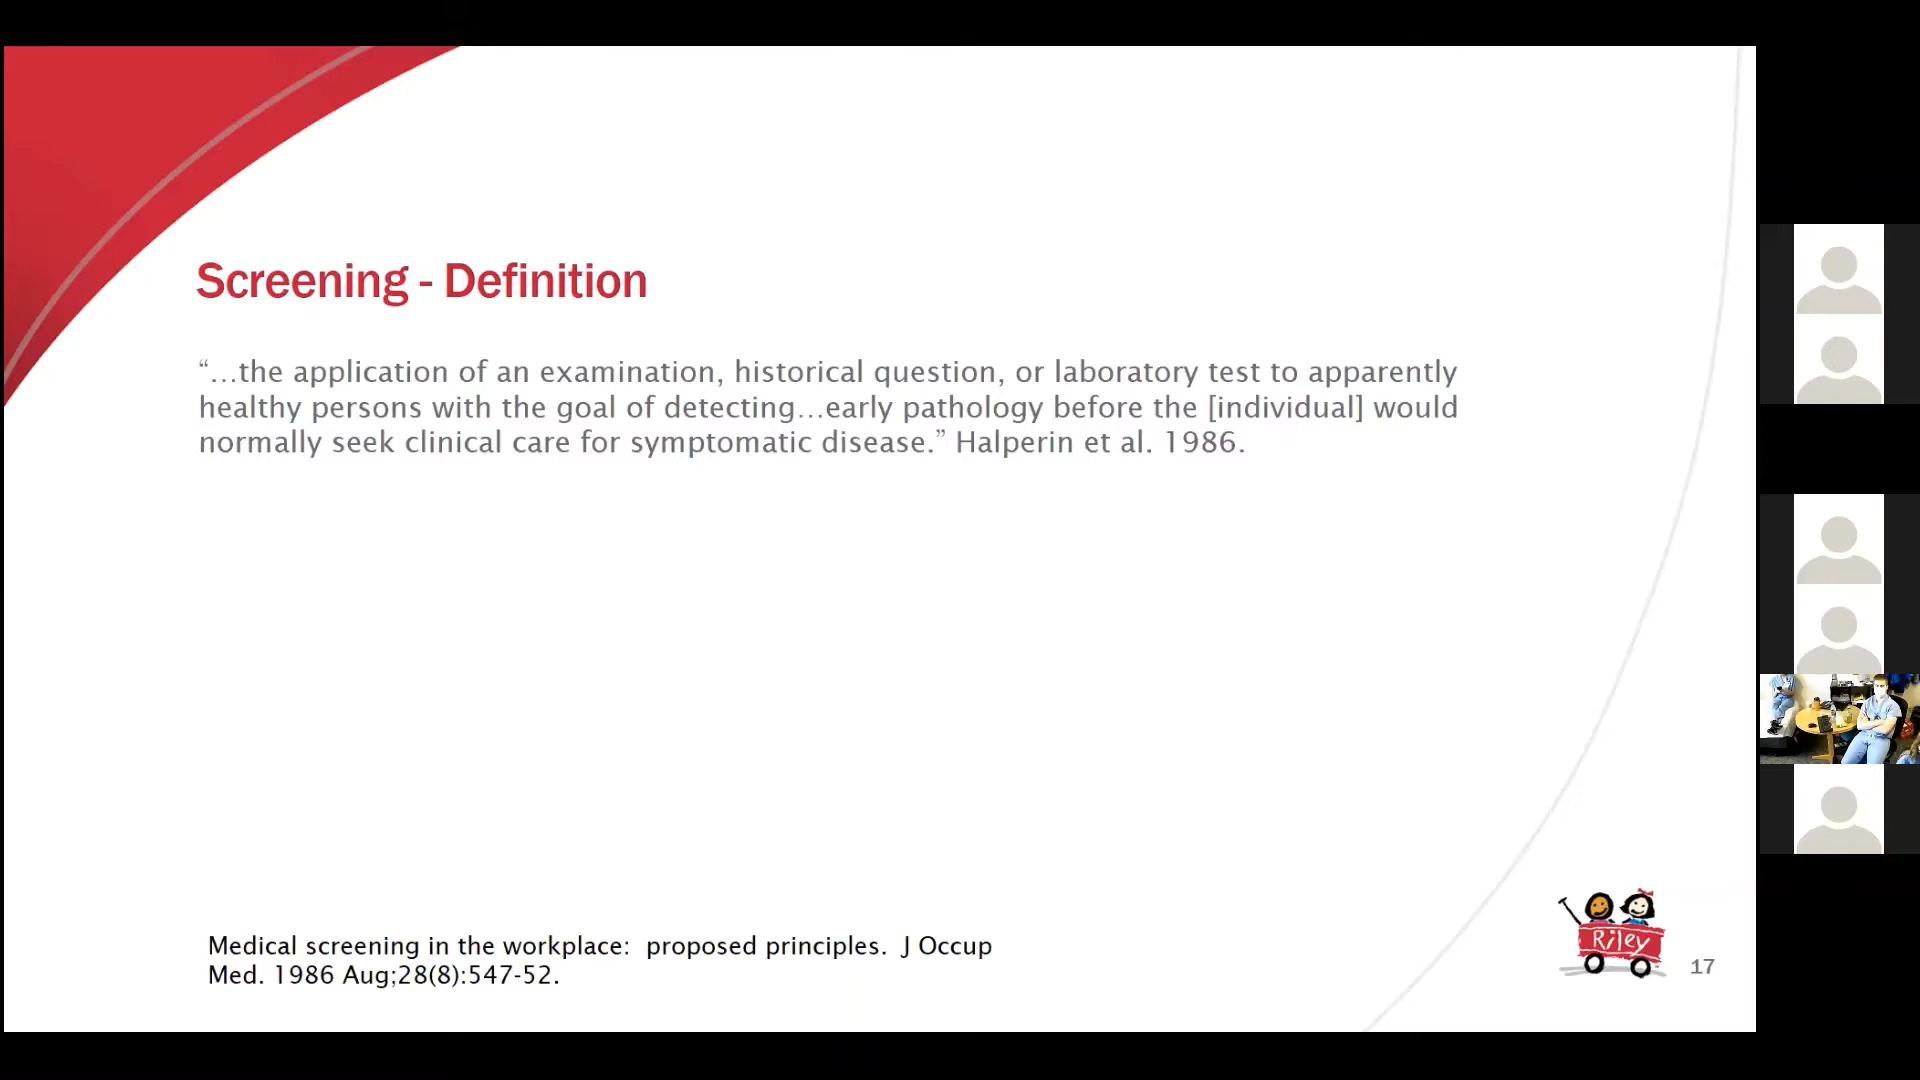 Screening - Definition
“…the application of an examination, historical question, or laboratory test to apparently
healthy persons with the goal of detecting…early pathology before the [individual] would
normally seek clinical care for symptomatic disease.” Halperin et al. 1986.
Medical screening in the workplace:  proposed principles.  J Occup
Med. 1986 Aug;28(8):547-52.
Riley
17